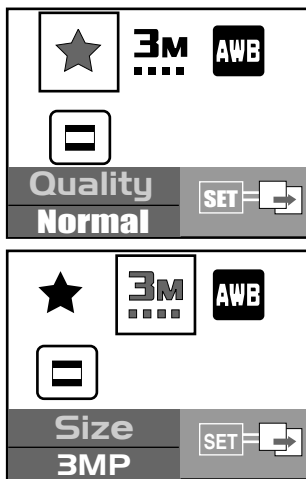 3M AWB
Quality SET
Normal
3M AWB
Size SET
3MP